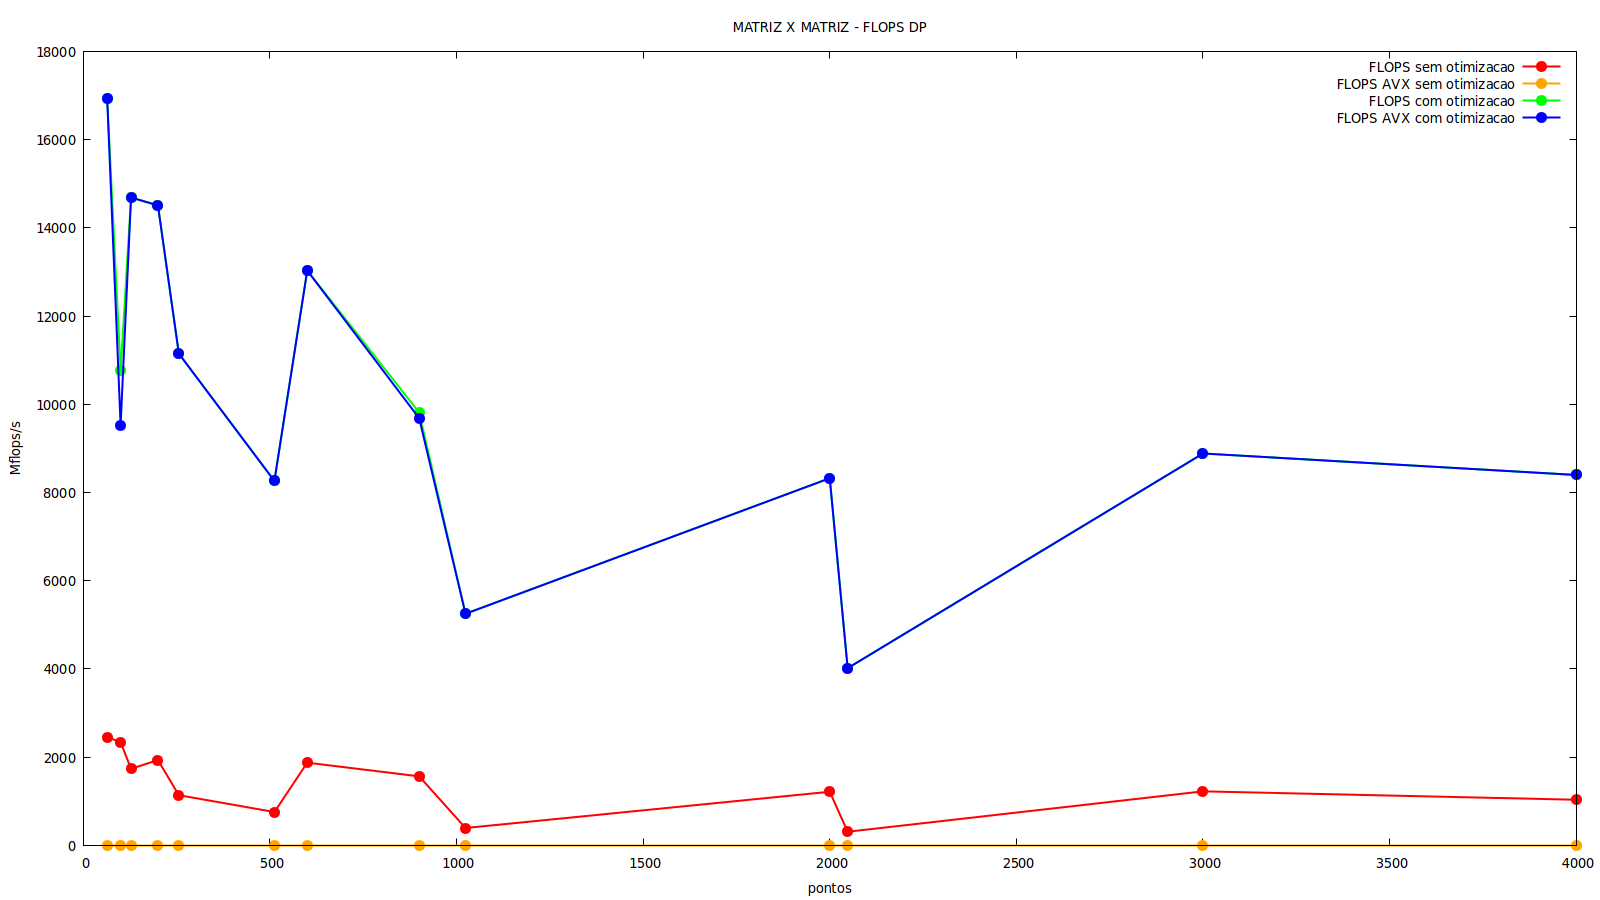 MATRIZ X MATRIZ - FLOPS DP
18000
16000
14000
12000
10000
8000
6000
4000
2000
0
Mflops/s
FLOPS sem otimizacao
FLOPS AVX sem otimizacao
FLOPS com otimizacao
FLOPS AVX com otimizacao
0 500 1000 1500 2000 2500 3000 3500 4000
pontos